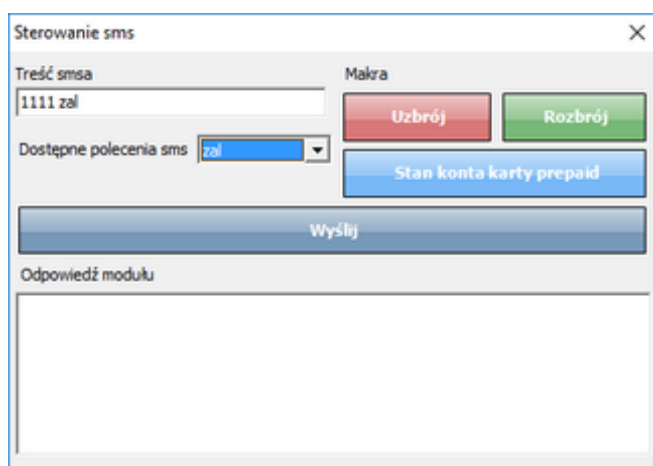 Sterowanie sms
Treść smsa
1111 zal
Dostępne polecenia sms zal
Makra
Uzbrój Rozbrój
Stan konta karty prepaid
Wyślij
Odpowiedź modułu